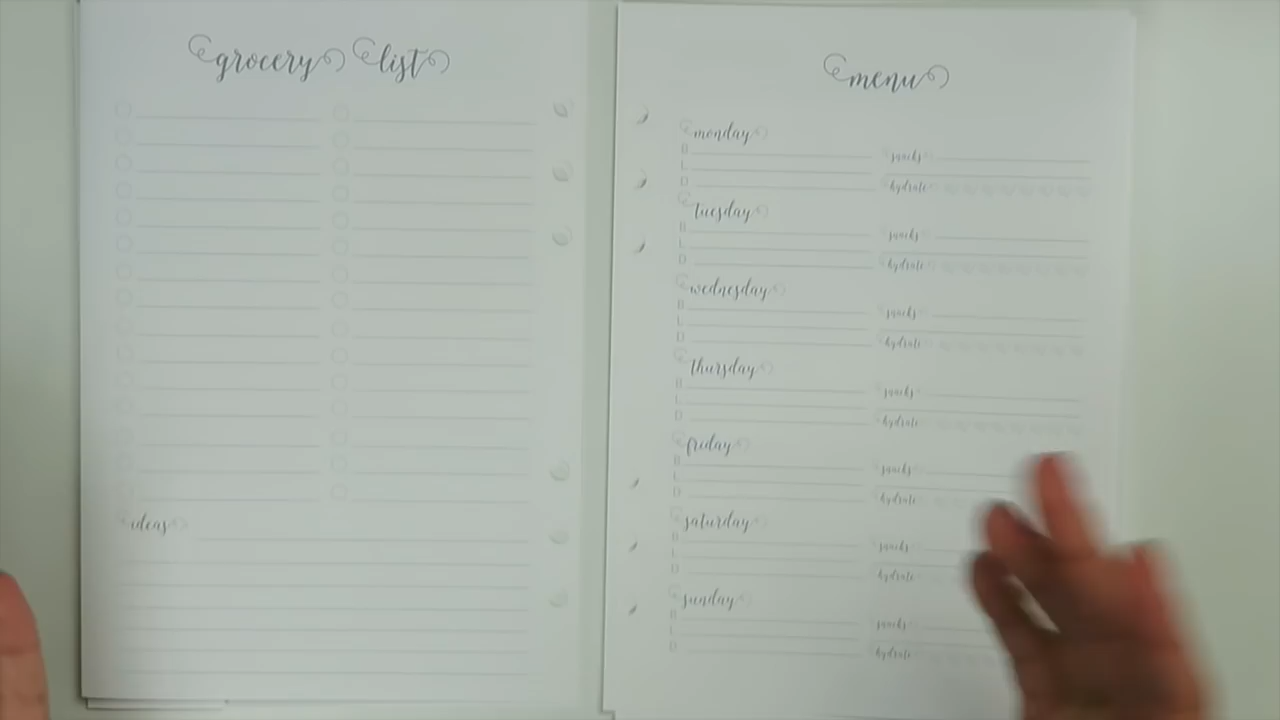 grocery list
ideas
menu
monday
B
snacks
L
D
hydrate
tuesday
B
snacks
L
D
hydrate
wednesday
B
snacks
L
D
hydrate
thursday
B
snacks
L
D
hydrate
friday
B
snacks
L
D
hydrate
saturday
B
snacks
L
D
hydrate
sunday
B
snacks
L
D
hydrate